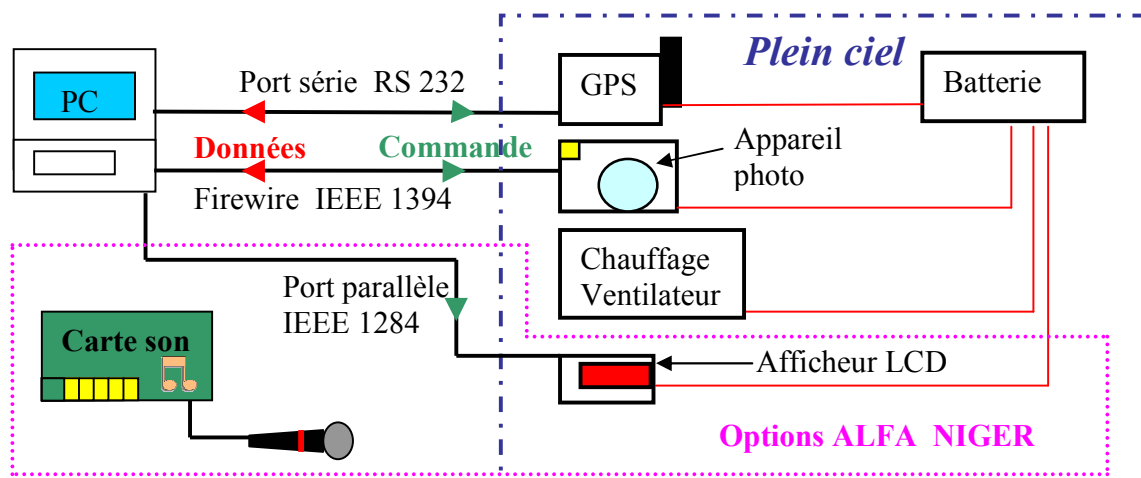 Plein ciel
PC
Port série RS 232
GPS
Batterie
Données
Commande
Appareil
photo
Firewire IEEE 1394
Chauffage
Ventilateur
Port parallèle
IEEE 1284
Carte son
Afficheur LCD
Options ALFA NIGER